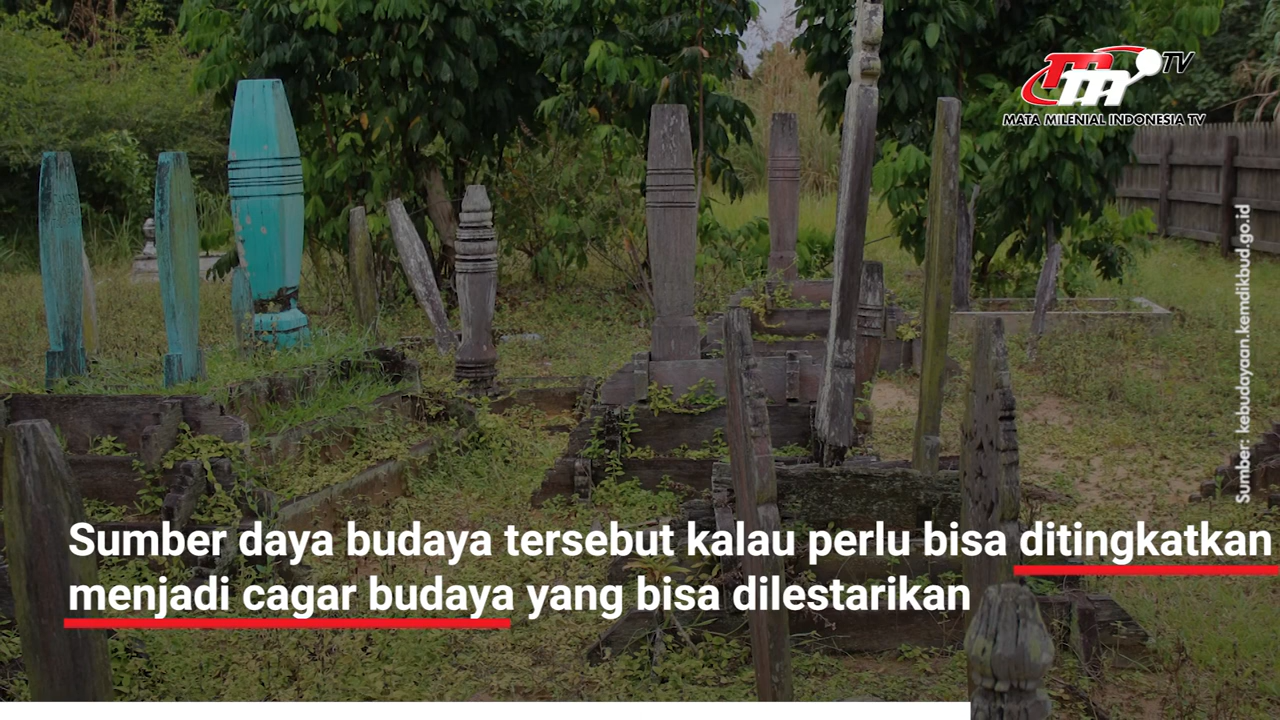 TV
MATA MILENIAL INDONESIA TV
Sumber: kebudayaan.kemdikbud.go.id
Sumber daya budaya tersebut kalau perlu bisa ditingkatkan
menjadi cagar budaya yang bisa dilestarikan